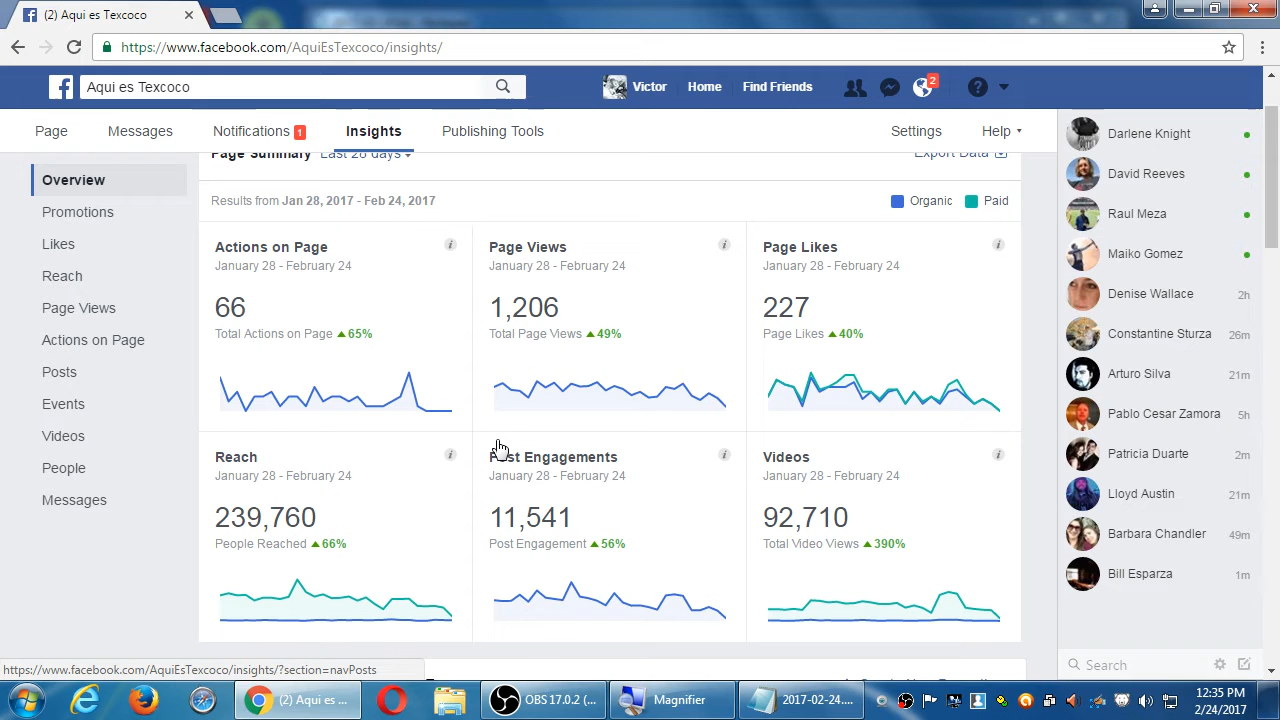 (2) Aqui es Texcoco
https://www.facebook.com/AquiEsTexcoco/insights/
Aqui es Texcoco
Victor
Home
Find Friends
2
Page
Messages
Notifications 1
Insights
Publishing Tools
Settings
Help
Page Summary Last 28 days
Export Data
Overview
Promotions
Likes
Reach
Page Views
Actions on Page
Posts
Events
Videos
People
Messages
Results from Jan 28, 2017 - Feb 24, 2017
Organic
Paid
Actions on Page
January 28 - February 24
66
Total Actions on Page 65%
Page Views
January 28 - February 24
1,206
Total Page Views 49%
Page Likes
January 28 - February 24
227
Page Likes 40%
Reach
January 28 - February 24
239,760
People Reached 66%
Post Engagements
January 28 - February 24
11,541
Post Engagement 56%
Videos
January 28 - February 24
92,710
Total Video Views 390%
Darlene Knight
David Reeves
Raul Meza
Maiko Gomez
Denise Wallace 2h
Constantine Sturza 26m
Arturo Silva 21m
Pablo Cesar Zamora 5h
Patricia Duarte 2m
Lloyd Austin 21m
Barbara Chandler 49m
Bill Esparza 1m
Search
https://www.facebook.com/AquiEsTexcoco/insights/?section=navPosts
(2) Aqui es ...
OBS 17.0.2 (...
Magnifier
2017-02-24....
12:35 PM
2/24/2017